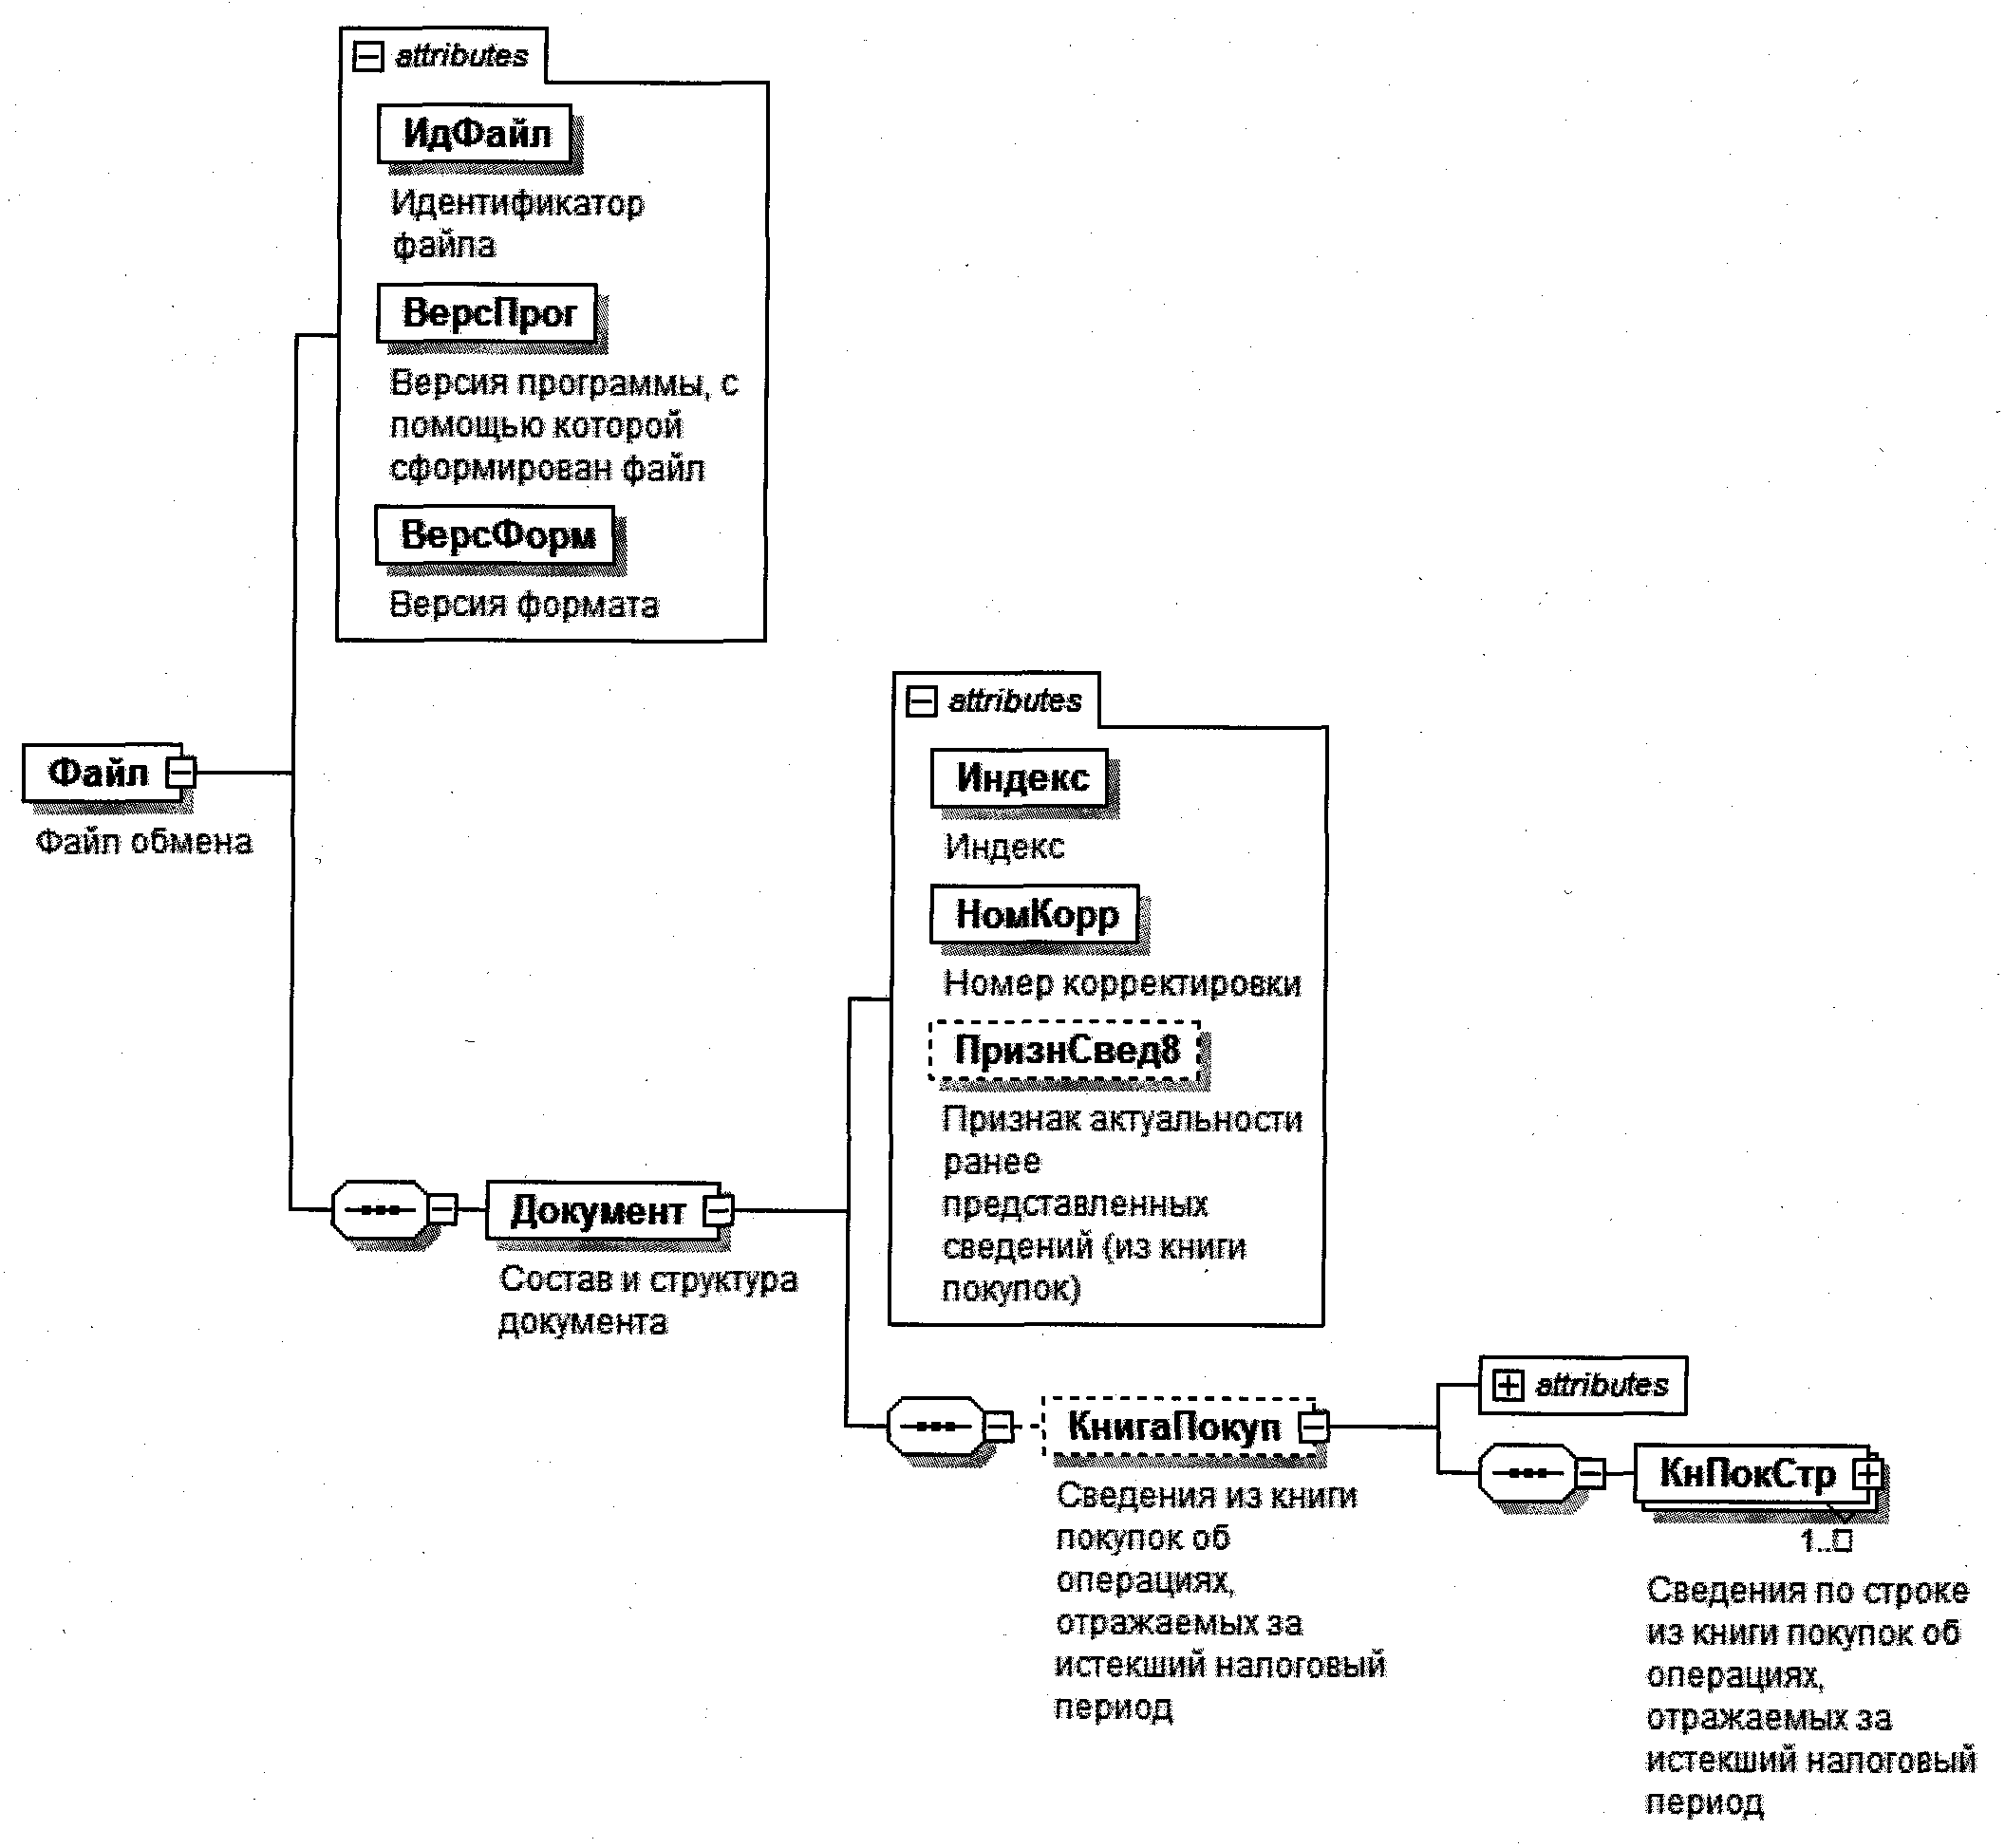 attributes
ИдФайл
Идентификатор
файла
ВерсПрог
Версия программы, с
помощью которой
сформирован файл
ВерсФорм
Версия формата
Файл
Файл обмена
attributes
Индекс
Индекс
НомКорр
Номер корректировки
ПризнСвед8
Признак актуальности
ранее
представленных
сведений (из книги
покупок)
Документ
Состав и структура
документа
КнигаПокуп
Сведения из книги
покупок об
операциях,
отражаемых за
истекший налоговый
период
attributes
КнПокСтр
1..□
Сведения по строке
из книги покупок об
операциях,
отражаемых за
истекший налоговый
период